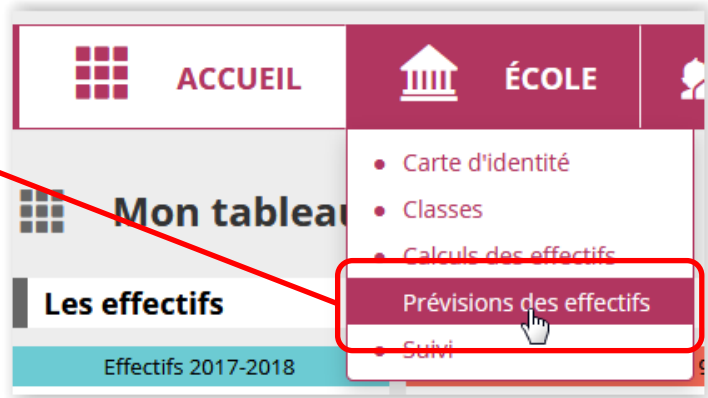 ACCUEIL ÉCOLE
Carte d'identité
Mon tableau
Classes
Calculs des effectifs
Les effectifs
Prévisions des effectifs
Suivi
Effectifs 2017-2018